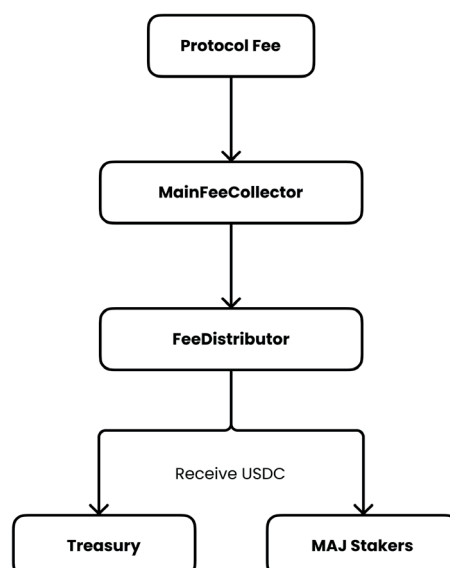 Protocol Fee
MainFeeCollector
FeeDistributor
Receive USDC
Treasury
MAJ Stakers